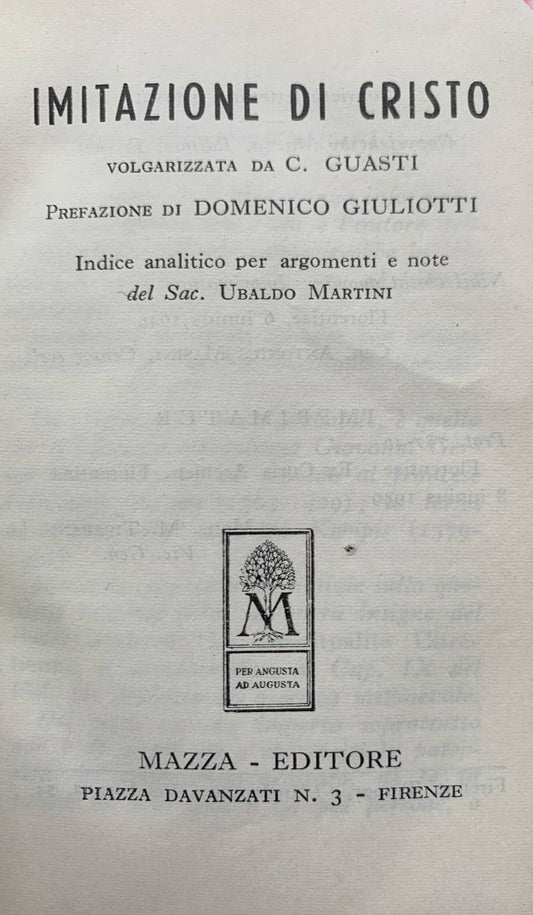 IMITAZIONE DI CRISTO
VOLGARIZZATA DA C. GUASTI
PREFAZIONE DI DOMENICO GIULIOTTI
Indice analitico per argomenti e note
del Sac. UBALDO MARTINI
M
PER ANGUSTA
AD AUGUSTA
MAZZA - EDITORE
PIAZZA DAVANZATI N. 3 - FIRENZE